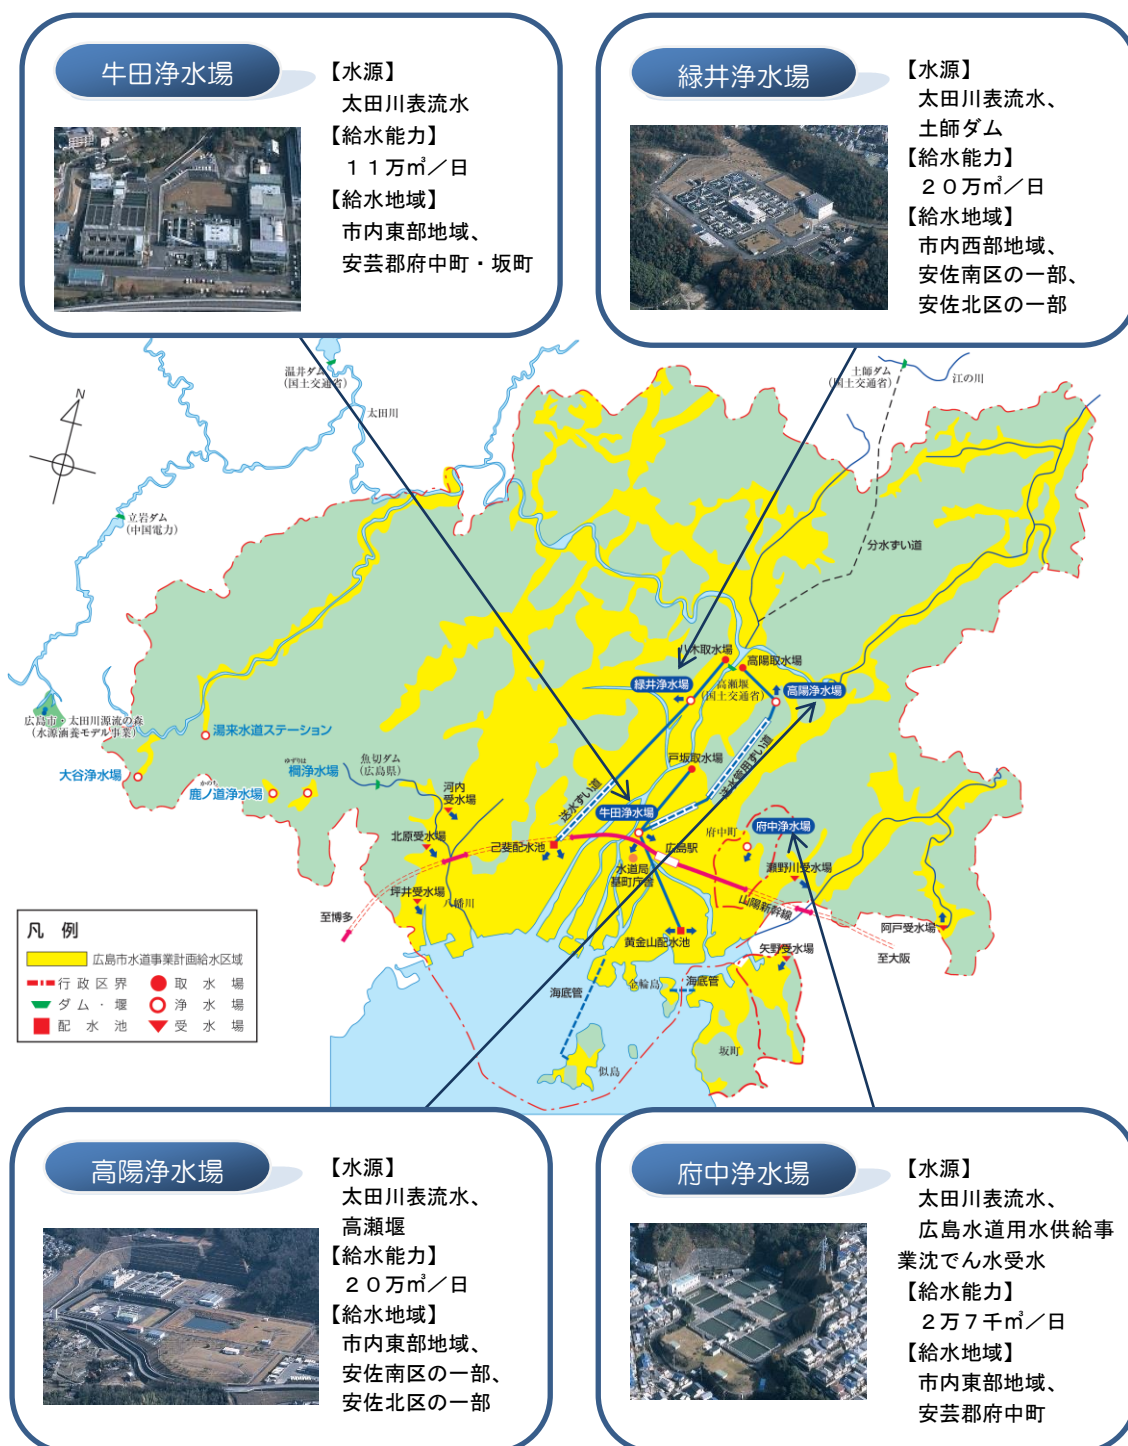 牛田浄水場
【水源】
太田川表流水
【給水能力】
１１万㎥／日
【給水地域】
市内東部地域、
安芸郡府中町・坂町
緑井浄水場
【水源】
太田川表流水、
土師ダム
【給水能力】
２０万㎥／日
【給水地域】
市内西部地域、
安佐南区の一部、
安佐北区の一部
N
温井ダム
(国土交通省)
太田川
土師ダム
(国土交通省)
江の川
立岩ダム
(中国電力)
分水ずい道
八木取水場
高陽取水場
緑井浄水場
高瀬堰
(国土交通省)
高陽浄水場
広島市・太田川源流の森
(水源涵養モデル事業)
湯来水道ステーション
大谷浄水場
かのみち
鹿ノ道浄水場
ゆずりは
楪浄水場
魚切ダム
(広島県)
河内
受水場
戸坂取水場
送水ずい道
送水管用ずい道
牛田浄水場
府中町
府中浄水場
北原受水場
己斐配水池
広島駅
水道局
基町庁舎
瀬野川受水場
坪井受水場
八幡川
至博多
山陽新幹線
阿戸受水場
至大阪
黄金山配水池
矢野受水場
海底管
金輪島
海底管
坂町
似島
凡 例
広島市水道事業計画給水区域
行政区界
取 水 場
ダム・堰
浄 水 場
配 水 池
受 水 場
高陽浄水場
【水源】
太田川表流水、
高瀬堰
【給水能力】
２０万㎥／日
【給水地域】
市内東部地域、
安佐南区の一部、
安佐北区の一部
府中浄水場
【水源】
太田川表流水、
広島水道用水供給事
業沈でん水受水
【給水能力】
２万７千㎥／日
【給水地域】
市内東部地域、
安芸郡府中町